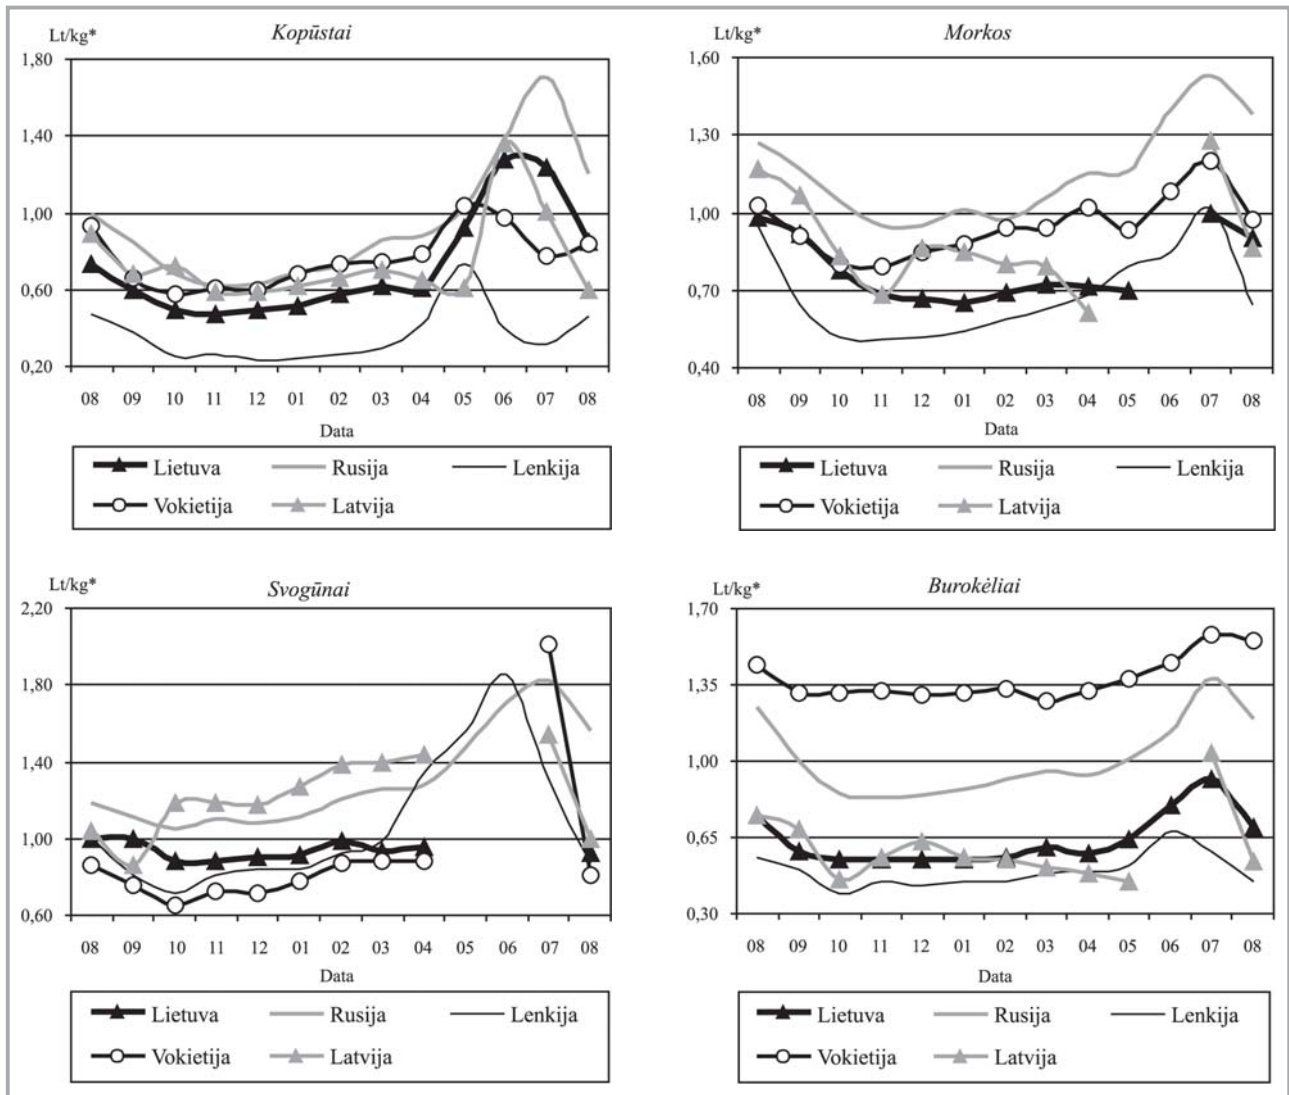 Lt/kg*
Kopūstai
1,80
1,40
1,00
0,60
0,20
08 09 10 11 12 01 02 03 04 05 06 07 08
Data
Lietuva Rusija Lenkija
Vokietija Latvija
Lt/kg*
Morkos
1,60
1,30
1,00
0,70
0,40
08 09 10 11 12 01 02 03 04 05 06 07 08
Data
Lietuva Rusija Lenkija
Vokietija Latvija
Lt/kg*
Svogūnai
2,20
1,80
1,40
1,00
0,60
08 09 10 11 12 01 02 03 04 05 06 07 08
Data
Lietuva Rusija Lenkija
Vokietija Latvija
Lt/kg*
Burokėliai
1,70
1,35
1,00
0,65
0,30
08 09 10 11 12 01 02 03 04 05 06 07 08
Data
Lietuva Rusija Lenkija
Vokietija Latvija